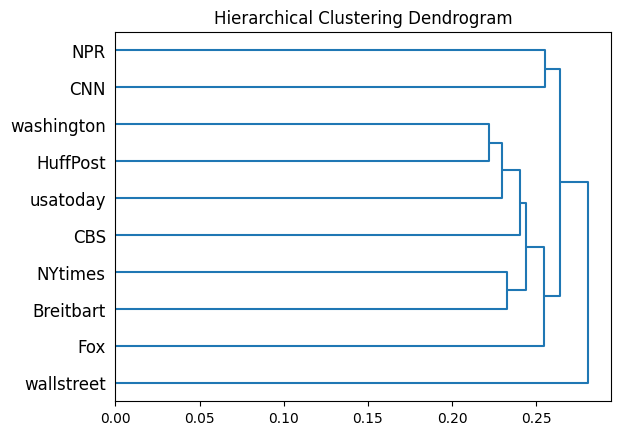 Hierarchical Clustering Dendrogram
NPR
CNN
washington
HuffPost
usatoday
CBS
NYtimes
Breitbart
Fox
wallstreet
0.00 0.05 0.10 0.15 0.20 0.25